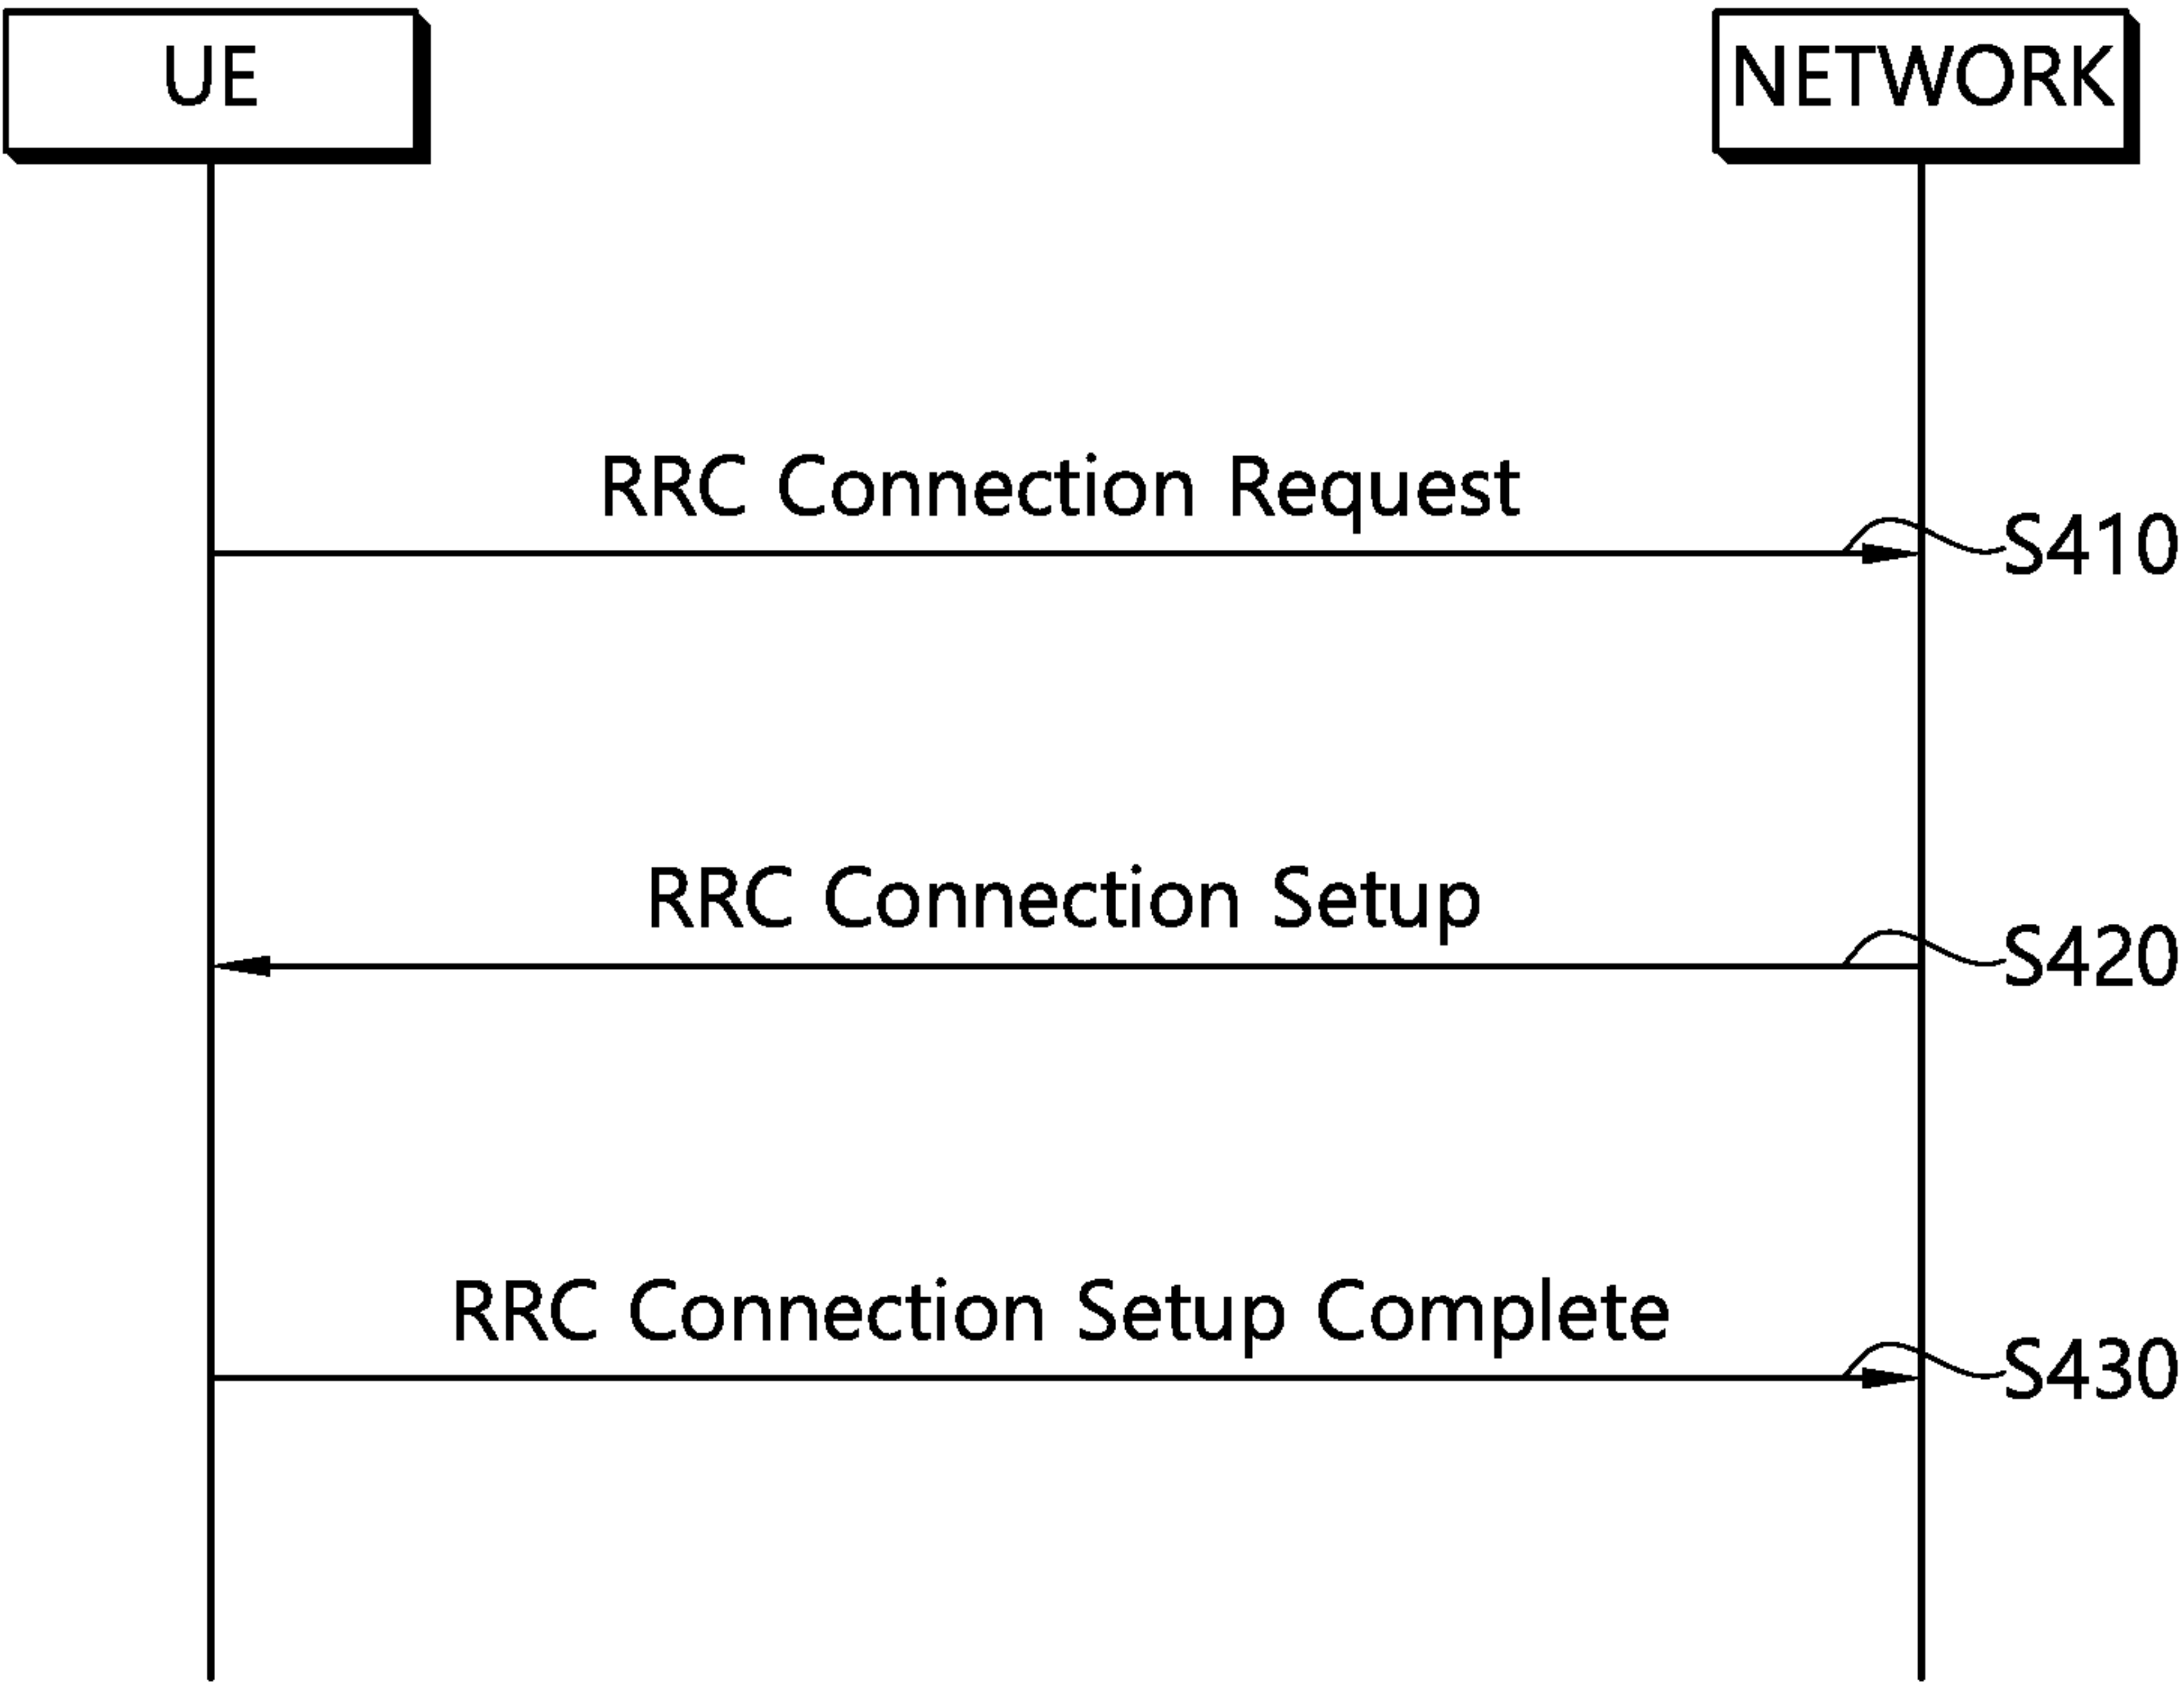 UE
NETWORK
RRC Connection Request
S410
RRC Connection Setup
S420
RRC Connection Setup Complete
S430